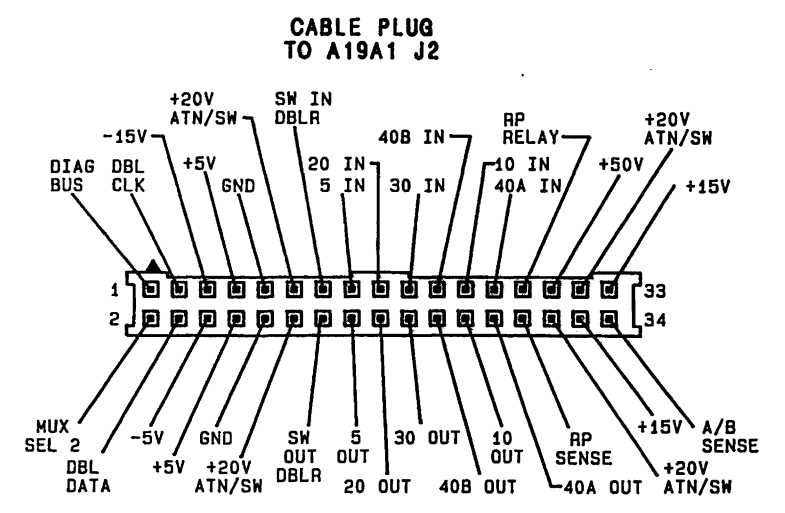 CABLE PLUG
TO A19A1 J2
+20V
ATN/SW
SW IN
DBLR
RP
RELAY
+20V
ATN/SW
-15V
40B IN
DIAG
BUS
DBL
CLK
+5V
GND
20 IN
5 IN
30 IN
10 IN
40A IN
+50V
+15V
1
33
2
34
MUX
SEL 2
DBL
DATA
-5V
+5V
GND
+20V
ATN/SW
SW
OUT
DBLR
5
OUT
20 OUT
30 OUT
40B OUT
10
OUT
40A OUT
RP
SENSE
+15V
+20V
ATN/SW
A/B
SENSE